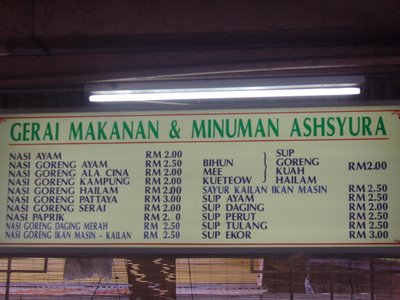 GERAI MAKANAN & MINUMAN ASHSYURA
NASI AYAM RM 2.00
NASI GORENG AYAM RM 2.50
NASI GORENG ALA CINA RM 2.00
NASI GORENG KAMPUNG RM 2.00
NASI GORENG HAILAM RM 2.00
NASI GORENG PATTAYA RM 3.00
NASI GORENG SERAI RM 2.00
NASI PAPRIK RM 2. 0
NASI GORENG DAGING MERAH RM 2.50
NASI GORENG IKAN MASIN - KAILAN RM 2.50
BIHUN
MEE
KUETEOW
SUP
GORENG
KUAH
HAILAM
RM2.00
SAYUR KAILAN IKAN MASIN RM 2.50
SUP AYAM RM 2.50
SUP DAGING RM 2.00
SUP PERUT RM 2.50
SUP TULANG RM 2.50
SUP EKOR RM 3.00